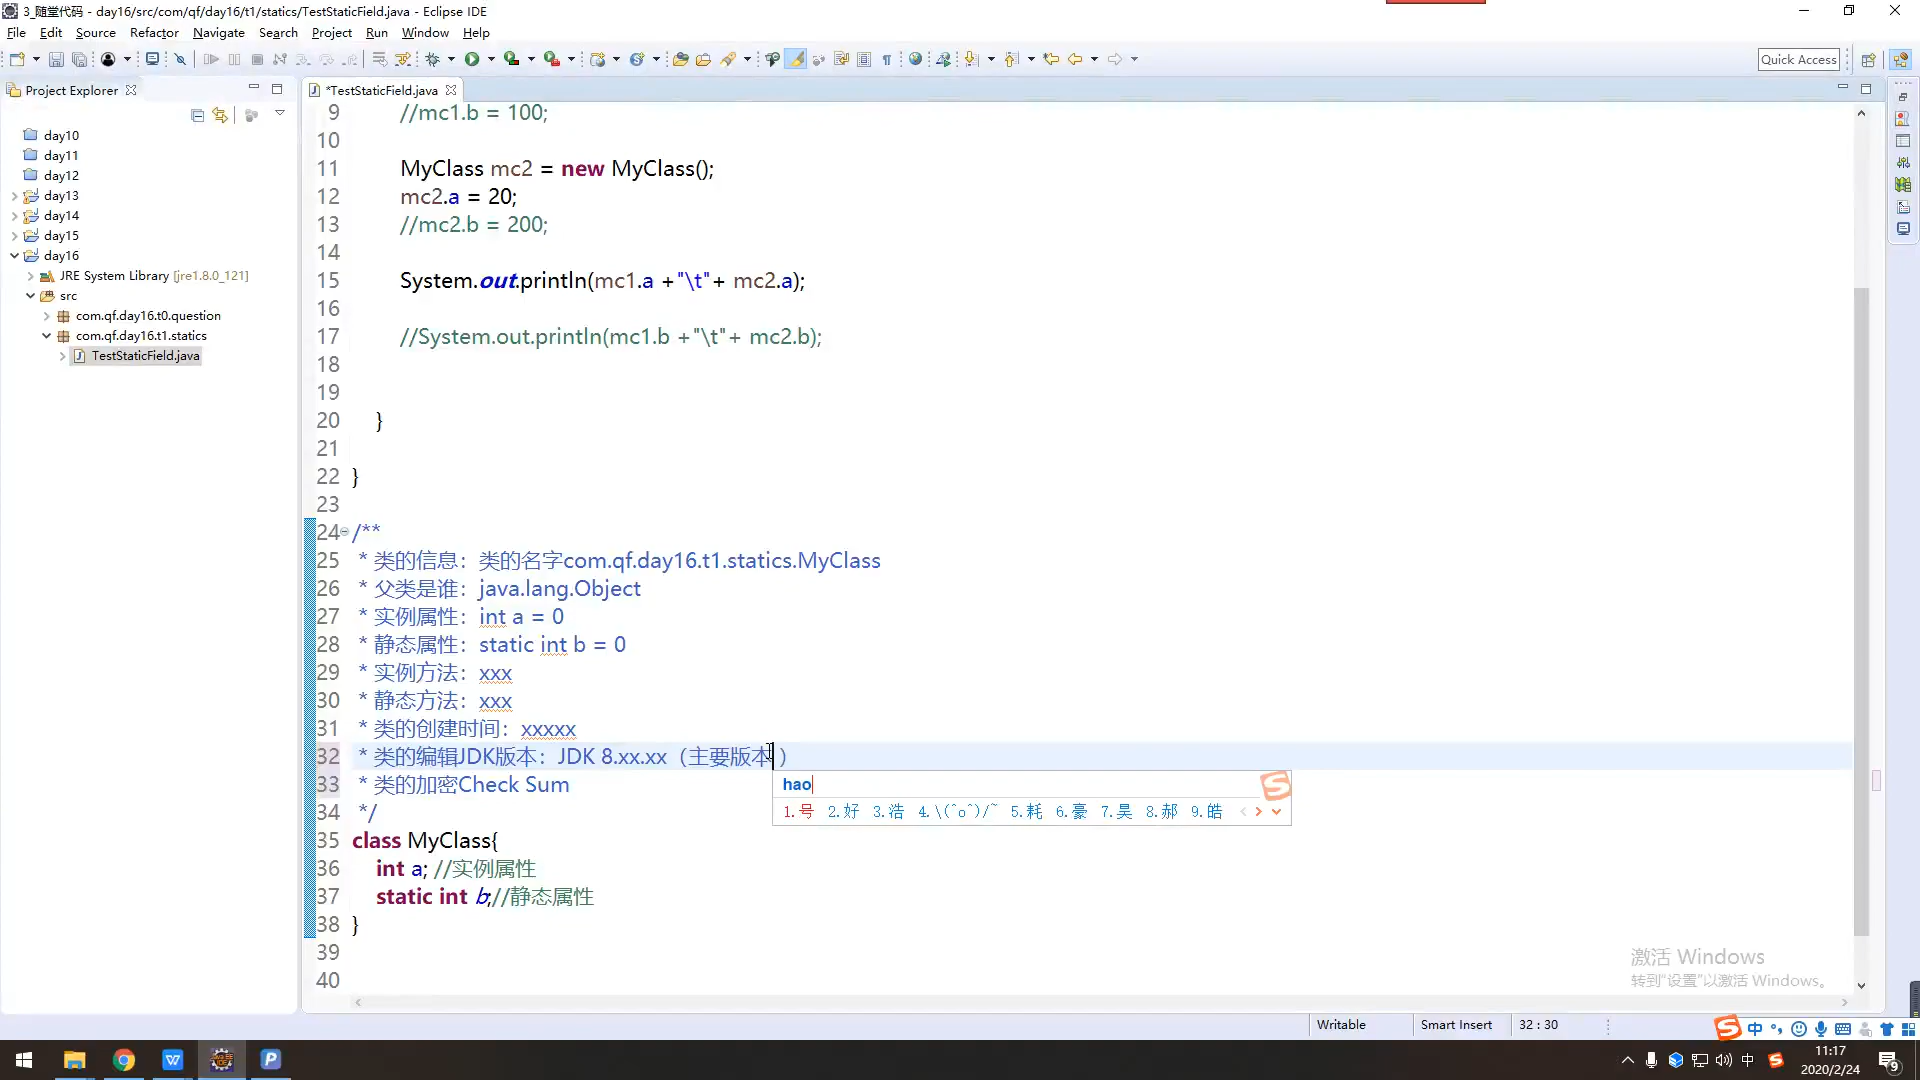 3_随堂代码 - day16/src/com/qf/day16/t1/statics/TestStaticField.java - Eclipse IDE
File Edit Source Refactor Navigate Search Project Run Window Help
Quick Access
Project Explorer
*TestStaticField.java
day10
day11
day12
day13
day14
day15
day16
JRE System Library [jre1.8.0_121]
src
com.qf.day16.t0.question
com.qf.day16.t1.statics
TestStaticField.java
9 //mc1.b = 100;
10
11 MyClass mc2 = new MyClass();
12 mc2.a = 20;
13 //mc2.b = 200;
14
15 System.out.println(mc1.a +"\t"+ mc2.a);
16
17 //System.out.println(mc1.b +"\t"+ mc2.b);
18
19
20 }
21
22 }
23
24 /**
25 * 类的信息：类的名字com.qf.day16.t1.statics.MyClass
26 * 父类是谁：java.lang.Object
27 * 实例属性：int a = 0
28 * 静态属性：static int b = 0
29 * 实例方法：xxx
30 * 静态方法：xxx
31 * 类的创建时间：xxxxx
32 * 类的编辑JDK版本：JDK 8.xx.xx（主要版本）
33 * 类的加密Check Sum
34 */
35 class MyClass{
36 int a; //实例属性
37 static int b;//静态属性
38 }
39
40
hao
1.号 2.好 3.浩 4.\(^o^)/~ 5.耗 6.豪 7.昊 8.郝 9.皓
激活 Windows
转到"设置"以激活 Windows。
Writable Smart Insert 32 : 30
中
中
11:17
2020/2/24
9